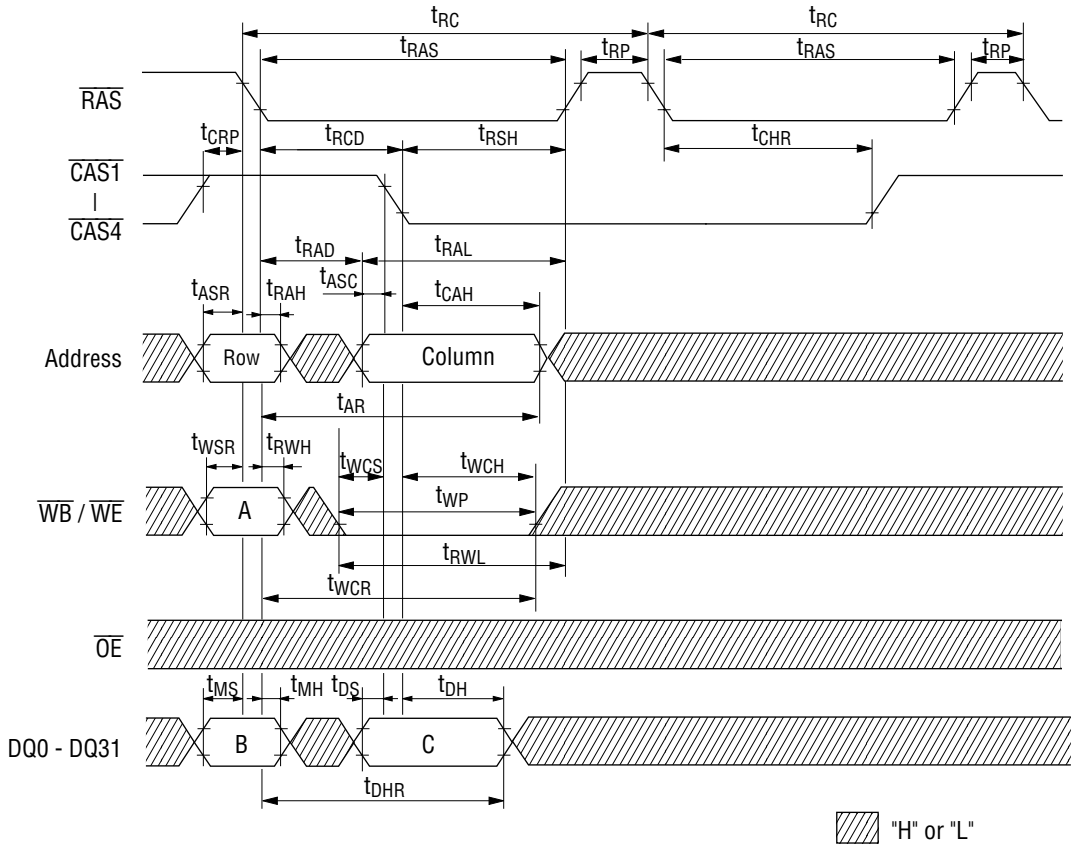 tRC tRC
tRAS tRP tRAS tRP
RAS
tCRP tRCD tRSH tCHR
CAS1
|
CAS4
tRAD tRAL
tASC
tASR tRAH tCAH
Address Row Column
tAR
tWSR tRWH tWCS tWCH
WB / WE A tWP
tRWL
tWCR
OE
tMS tMH tDS tDH
DQ0 - DQ31 B C
tDHR
"H" or "L"